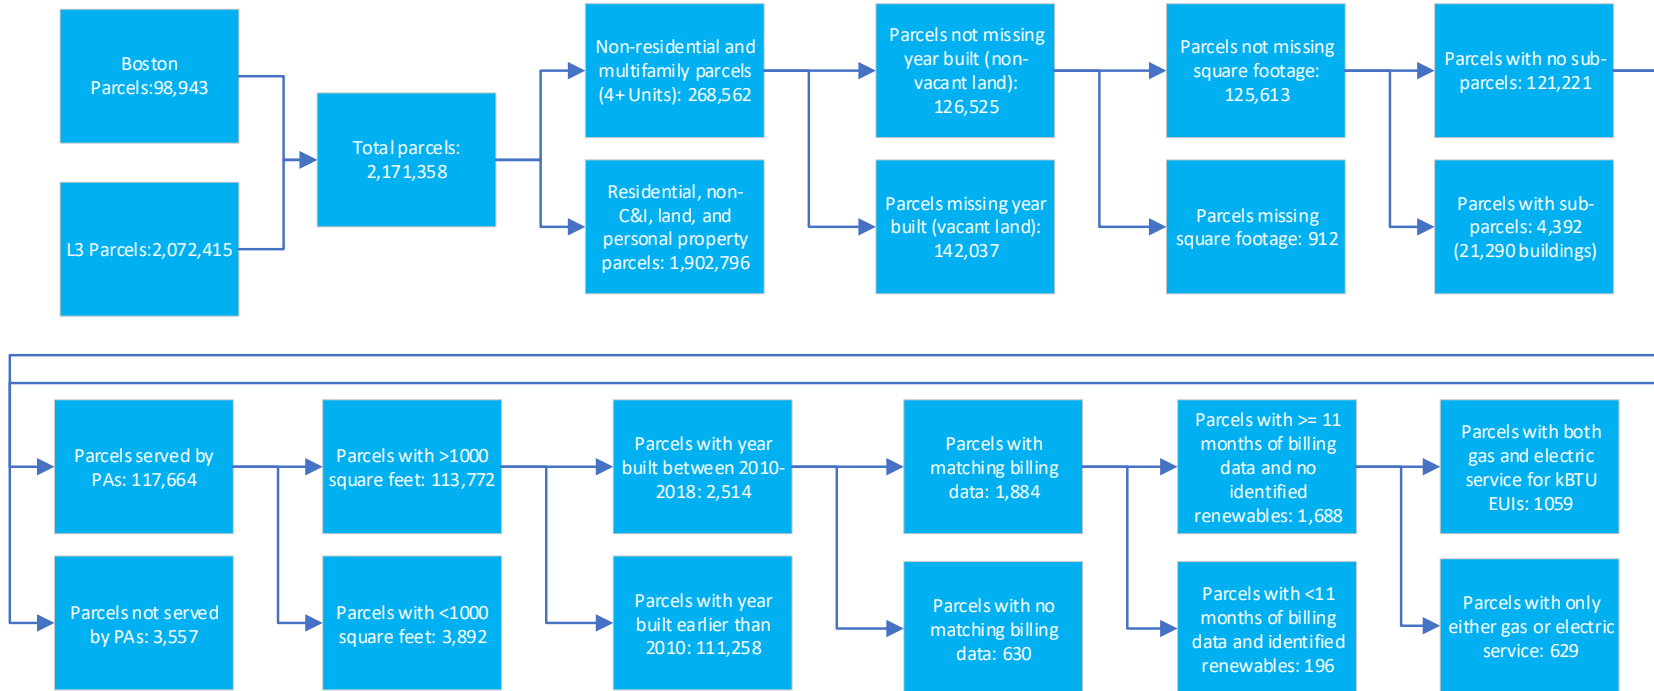 Boston
Parcels:98,943
L3 Parcels:2,072,415
Total parcels:
2,171,358
Non-residential and
multifamily parcels
(4+ Units): 268,562
Residential, non-
C&I, land, and
personal property
parcels: 1,902,796
Parcels not missing
year built (non-
vacant land):
126,525
Parcels missing year
built (vacant land):
142,037
Parcels not missing
square footage:
125,613
Parcels missing
square footage: 912
Parcels with no sub-
parcels: 121,221
Parcels with sub-
parcels: 4,392
(21,290 buildings)
Parcels served by
PAs: 117,664
Parcels not served
by PAs: 3,557
Parcels with >1000
square feet: 113,772
Parcels with <1000
square feet: 3,892
Parcels with year
built between 2010-
2018: 2,514
Parcels with year
built earlier than
2010: 111,258
Parcels with
matching billing
data: 1,884
Parcels with no
matching billing
data: 630
Parcels with >= 11
months of billing
data and no
identified
renewables: 1,688
Parcels with <11
months of billing
data and identified
renewables: 196
Parcels with both
gas and electric
service for kBTU
EUIs: 1059
Parcels with only
either gas or electric
service: 629